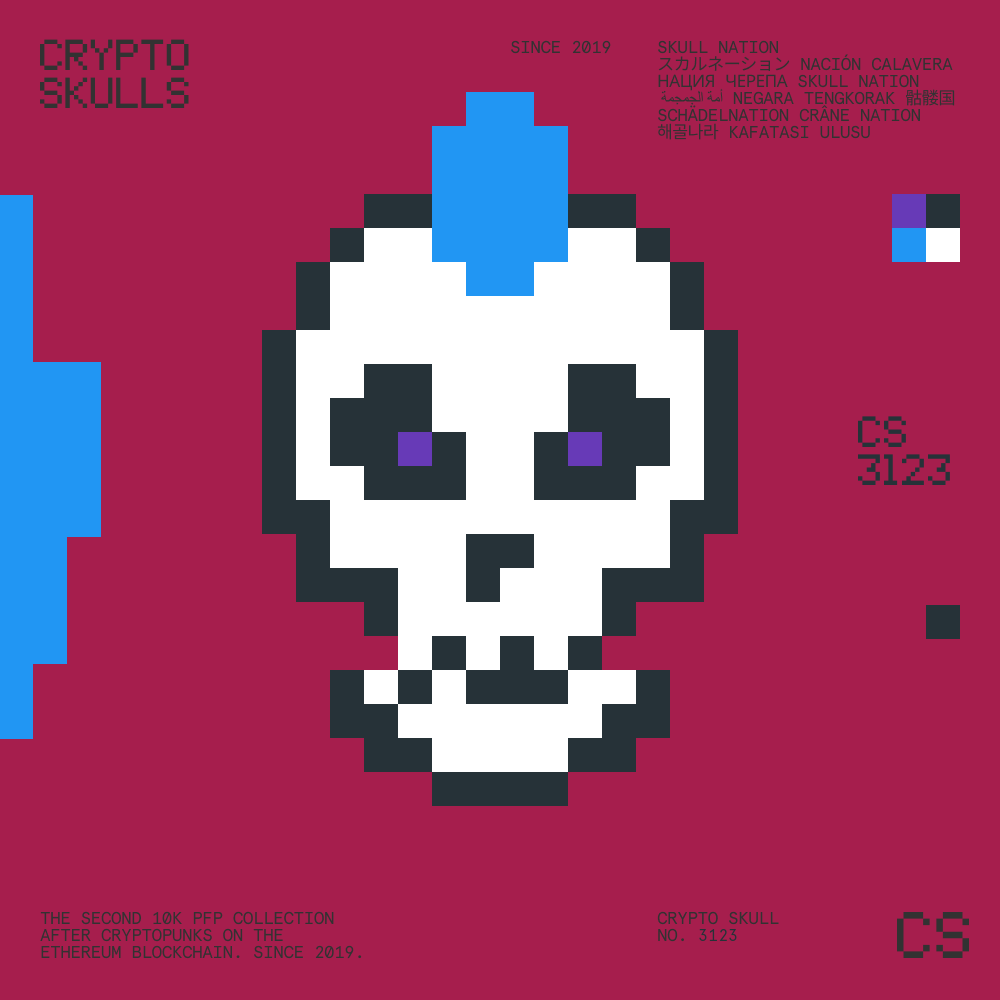 CRYPTO
SKULLS
SINCE 2019
SKULL NATION
スカルネーション NACIÓN CALAVERA
НАЦИЯ ЧЕРЕПА SKULL NATION
أمة الجمجمة NEGARA TENGKORAK 骷髅国
SCHÄDELNATION CRÂNE NATION
해골나라 KAFATASI ULUSU
CS
3123
THE SECOND 10K PFP COLLECTION
AFTER CRYPTOPUNKS ON THE
ETHEREUM BLOCKCHAIN. SINCE 2019.
CRYPTO SKULL
NO. 3123
CS